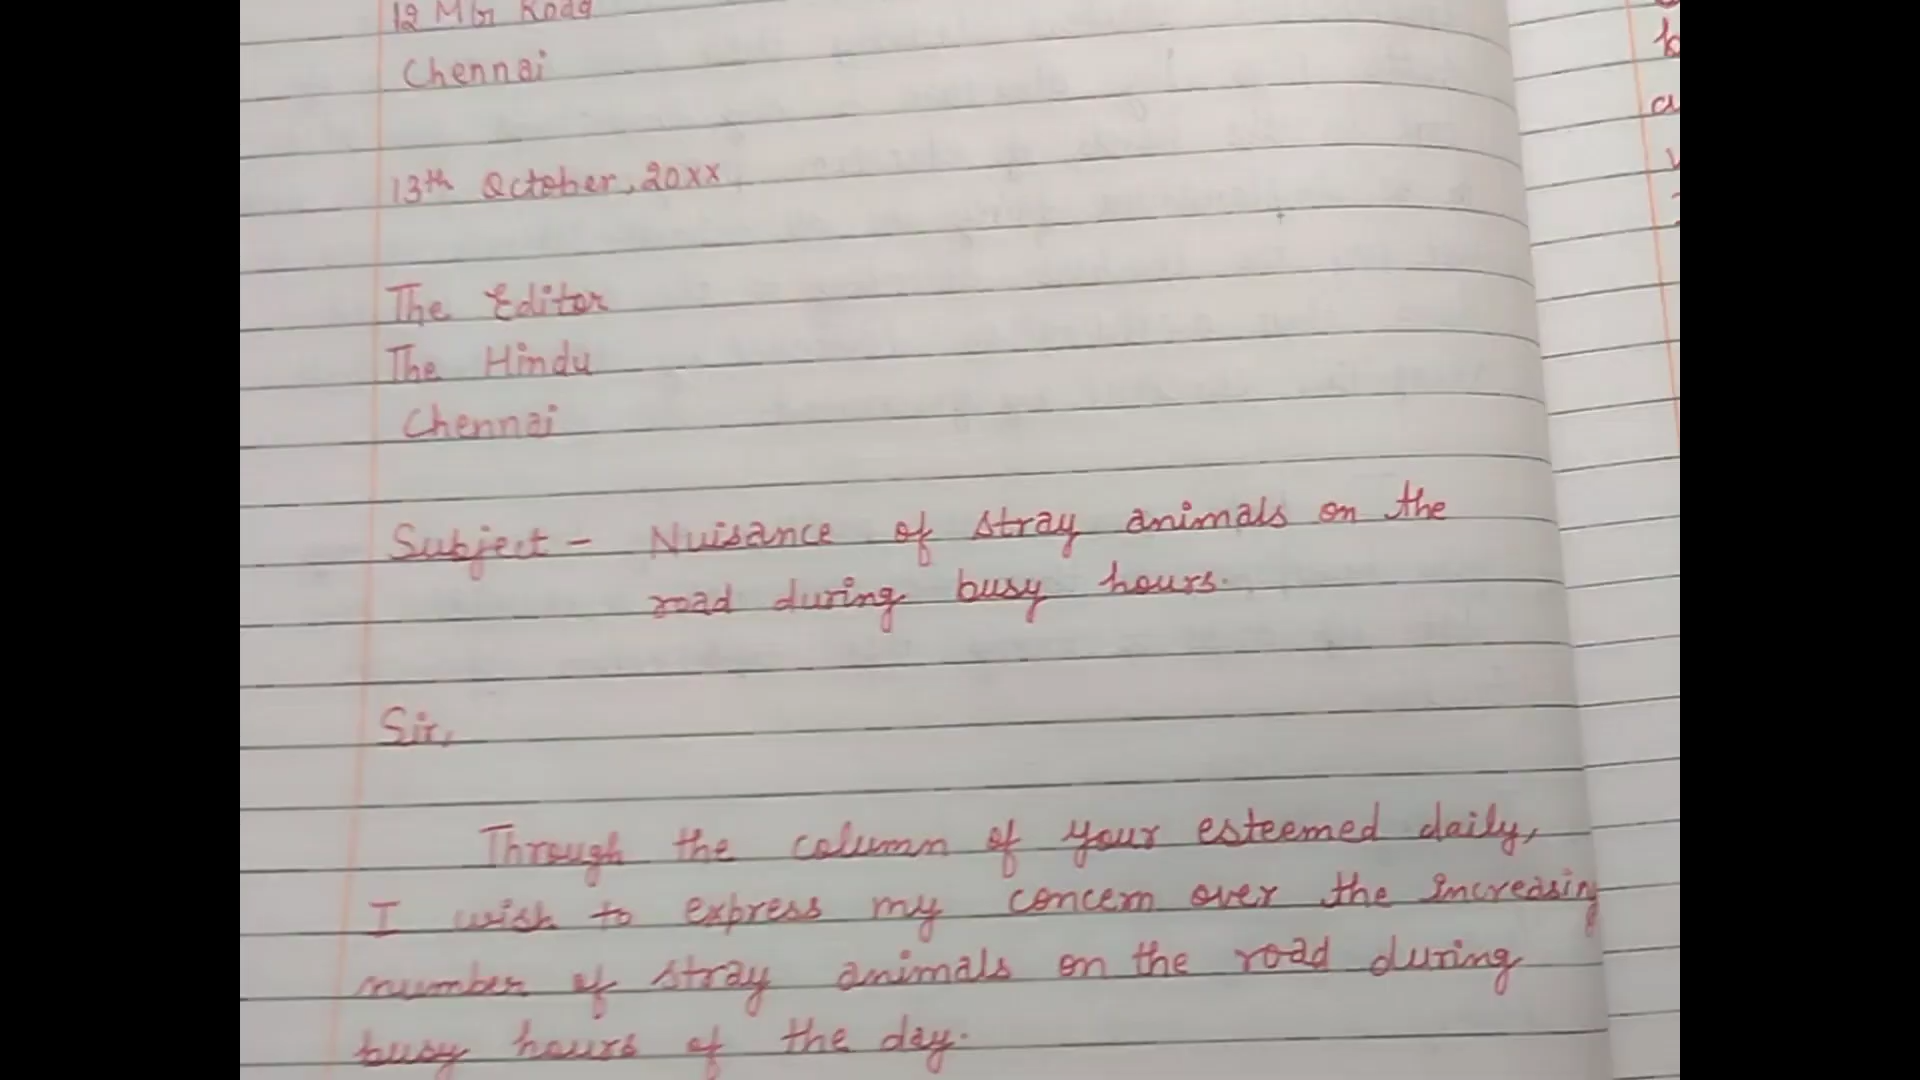 12 MG Road
Chennai
13th October, 20xx
The Editor
The Hindu
Chennai
Subject - Nuisance of stray animals on the
road during busy hours.
Sir,
Through the column of your esteemed daily,
I wish to express my concern over the increasing
number of stray animals on the road during
busy hours of the day.